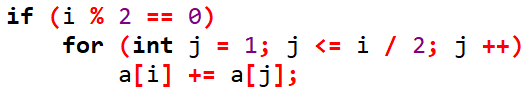 if (i % 2 == 0)
    for (int j = 1; j <= i / 2; j ++)
        a[i] += a[j];